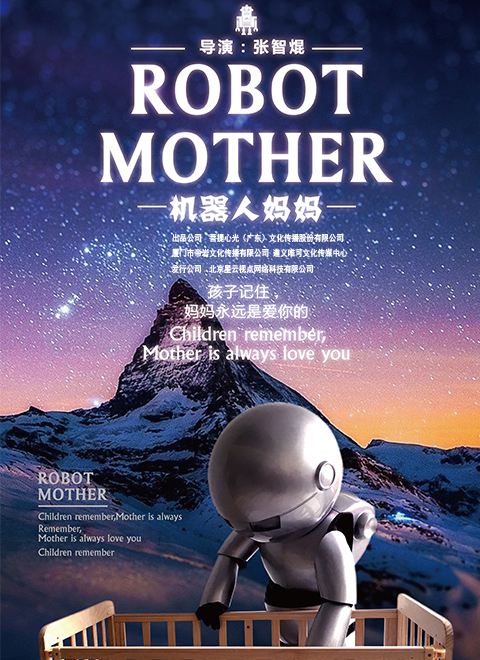 导演：张智焜
ROBOT
MOTHER
机器人妈妈
出品公司 菩提心光（广东）文化传播股份有限公司
厦门市帝岩文化传播有限公司 遵义雎河文化传媒中心
发行公司 北京星云视点网络科技有限公司
孩子记住，
妈妈永远是爱你的
Children remember,
Mother is always love you
ROBOT
MOTHER
Children remember,Mother is always
Remember,
Mother is always love you
Children remember